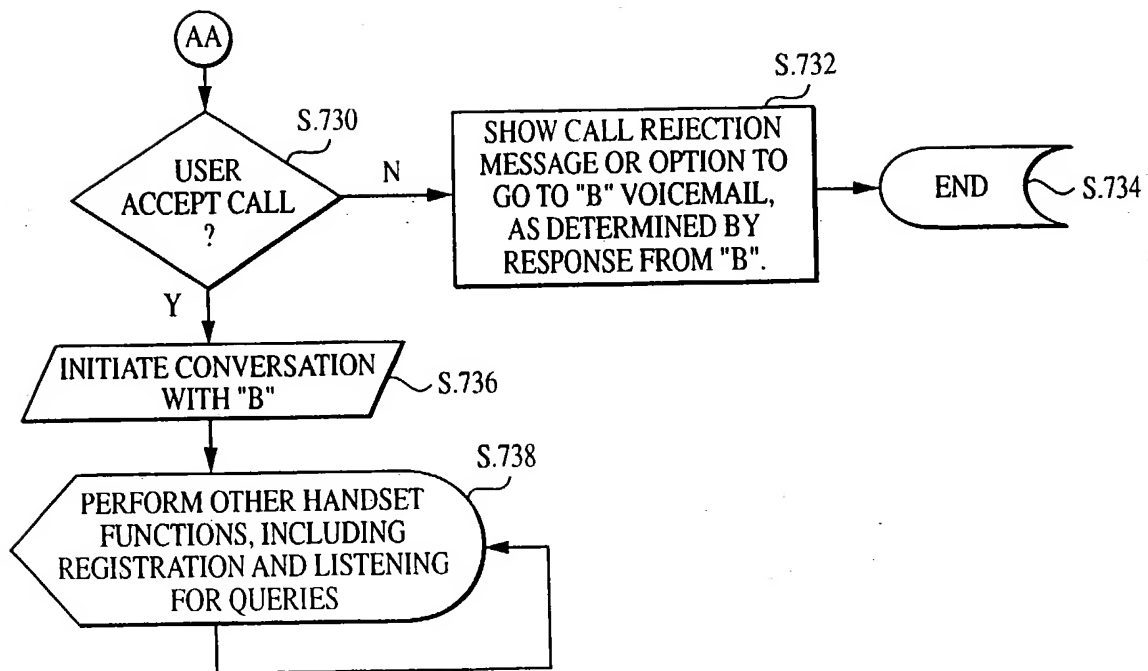 AA
S.730
USER
ACCEPT CALL
?
N
Y
S.732
SHOW CALL REJECTION
MESSAGE OR OPTION TO
GO TO "B" VOICEMAIL,
AS DETERMINED BY
RESPONSE FROM "B".
END
S.734
INITIATE CONVERSATION
WITH "B"
S.736
S.738
PERFORM OTHER HANDSET
FUNCTIONS, INCLUDING
REGISTRATION AND LISTENING
FOR QUERIES